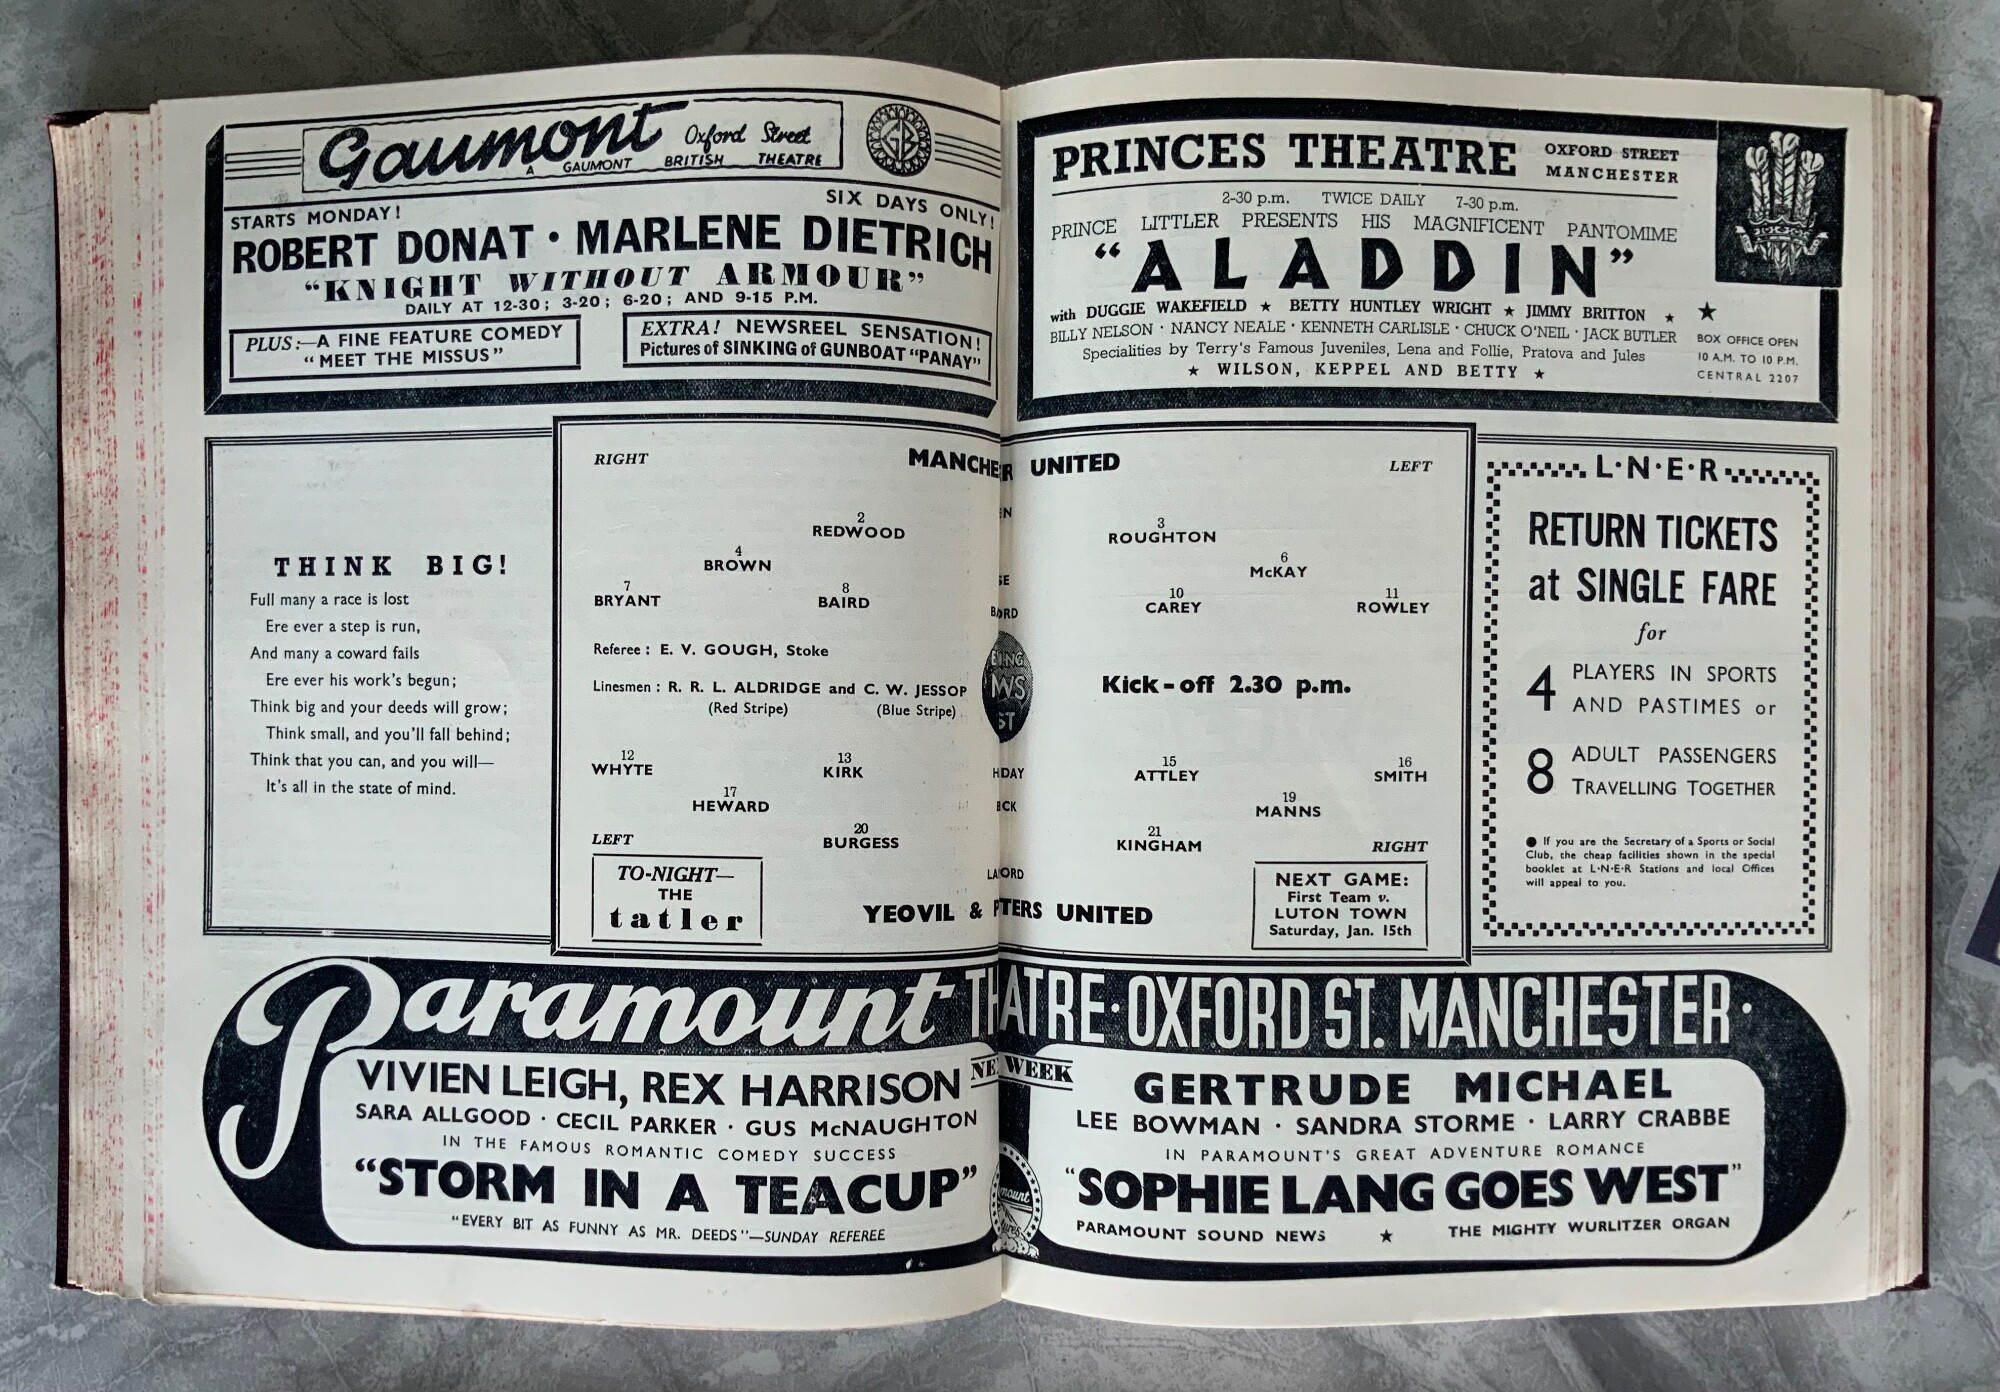 Gaumont Oxford Street
A GAUMONT BRITISH THEATRE
GB
STARTS MONDAY! SIX DAYS ONLY!
ROBERT DONAT · MARLENE DIETRICH
“KNIGHT WITHOUT ARMOUR”
DAILY AT 12-30; 3-20; 6-20; AND 9-15 P.M.
PLUS:—A FINE FEATURE COMEDY
“MEET THE MISSUS”
EXTRA! NEWSREEL SENSATION!
Pictures of SINKING of GUNBOAT “PANAY”
PRINCES THEATRE OXFORD STREET
MANCHESTER
2-30 p.m. TWICE DAILY 7-30 p.m.
PRINCE LITTLER PRESENTS HIS MAGNIFICENT PANTOMIME
“ALADDIN”
with DUGGIE WAKEFIELD ★ BETTY HUNTLEY WRIGHT ★ JIMMY BRITTON ★
BILLY NELSON · NANCY NEALE · KENNETH CARLISLE · CHUCK O'NEIL · JACK BUTLER
Specialities by Terry's Famous Juveniles, Lena and Follie, Pratova and Jules
★ WILSON, KEPPEL AND BETTY ★
★
BOX OFFICE OPEN
10 A.M. TO 10 P.M.
CENTRAL 2207
THINK BIG!
Full many a race is lost
Ere ever a step is run,
And many a coward fails
Ere ever his work's begun;
Think big and your deeds will grow;
Think small, and you'll fall behind;
Think that you can, and you will—
It's all in the state of mind.
RIGHT MANCHE R UNITED LEFT
2 3
REDWOOD ROUGHTON
4 6
BROWN McKAY
7 8 10 11
BRYANT BAIRD CAREY ROWLEY
Referee: E. V. GOUGH, Stoke
Linesmen: R. R. L. ALDRIDGE and C. W. JESSOP
(Red Stripe) (Blue Stripe)
Kick-off 2.30 p.m.
12 13 15 16
WHYTE KIRK ATTLEY SMITH
17 19
HEWARD MANNS
20 21
LEFT BURGESS KINGHAM RIGHT
YEOVIL & P TERS UNITED
TO-NIGHT—
THE
tatler
NEXT GAME:
First Team v.
LUTON TOWN
Saturday, Jan. 15th
L·N·E·R
RETURN TICKETS
at SINGLE FARE
for
4 PLAYERS IN SPORTS
AND PASTIMES or
8 ADULT PASSENGERS
TRAVELLING TOGETHER
● If you are the Secretary of a Sports or Social
Club, the cheap facilities shown in the special
booklet at L·N·E·R Stations and local Offices
will appeal to you.
Paramount TH ATRE · OXFORD ST. MANCHESTER ·
NE WEEK
VIVIEN LEIGH, REX HARRISON
SARA ALLGOOD · CECIL PARKER · GUS McNAUGHTON
IN THE FAMOUS ROMANTIC COMEDY SUCCESS
“STORM IN A TEACUP”
“EVERY BIT AS FUNNY AS MR. DEEDS”—SUNDAY REFEREE
GERTRUDE MICHAEL
LEE BOWMAN · SANDRA STORME · LARRY CRABBE
IN PARAMOUNT'S GREAT ADVENTURE ROMANCE
“SOPHIE LANG GOES WEST”
PARAMOUNT SOUND NEWS ★ THE MIGHTY WURLITZER ORGAN